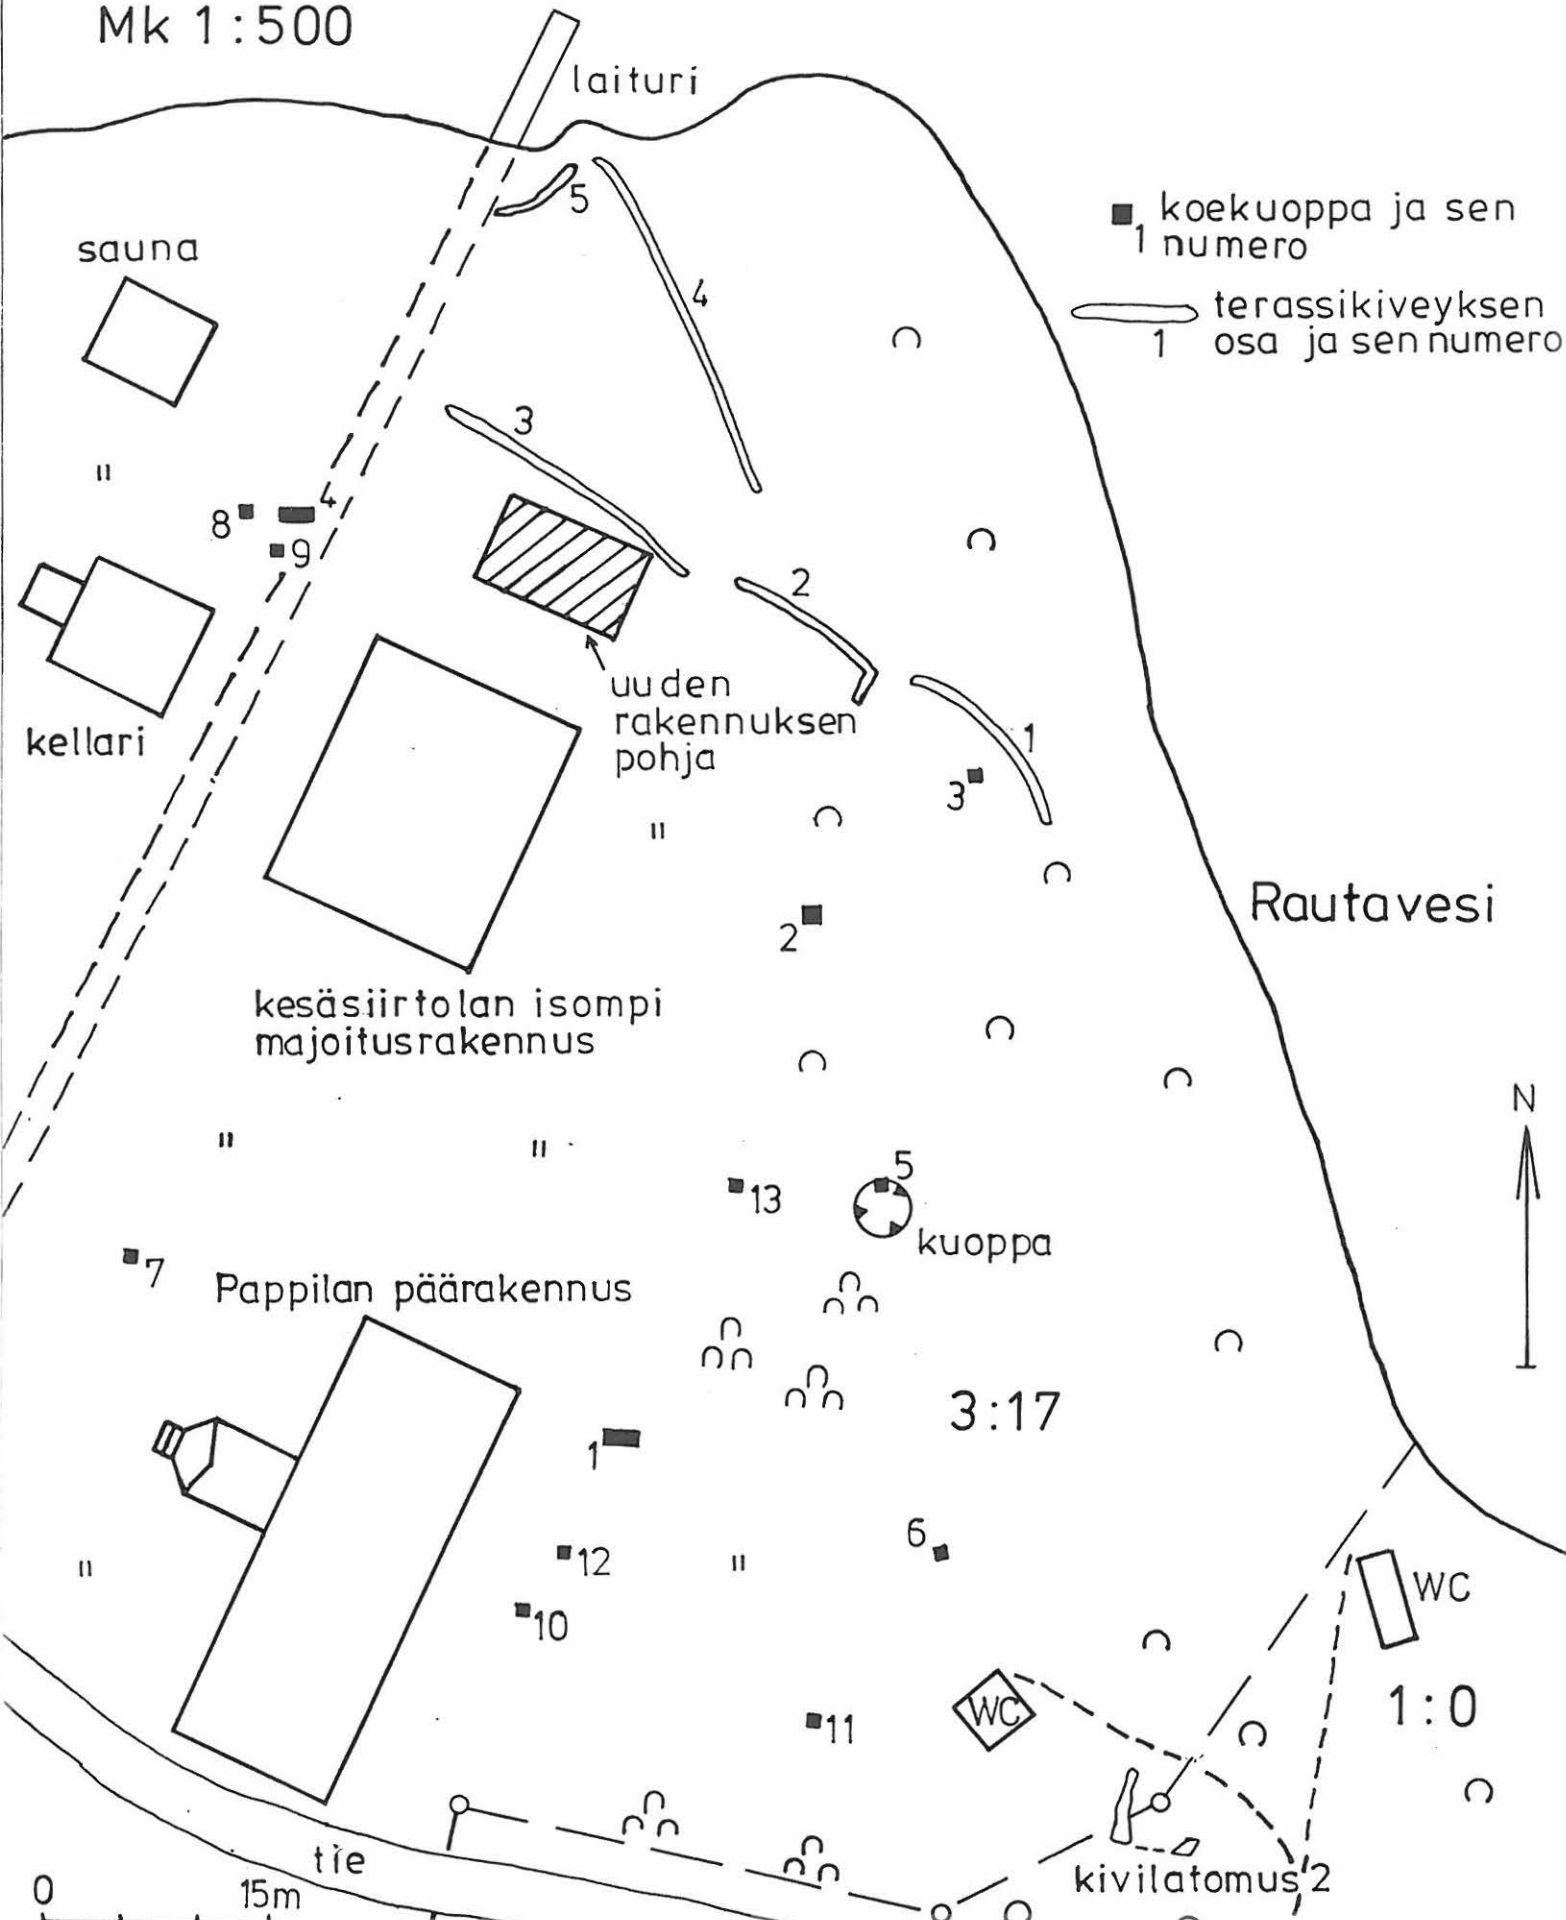 Mk 1:500
laituri
5
sauna
4
koekuoppa ja sen
1 numero
terassikiveyksen
1 osa ja sen numero
3
8
4
9
2
uuden
rakennuksen
pohja
kellari
1
3
Rautavesi
2
kesäsiirtolan isompi
majoitusrakennus
N
5
13
kuoppa
7
Pappilan päärakennus
3:17
1
6
12
WC
10
WC
1:0
11
tie
kivilatomus 2
0
15m